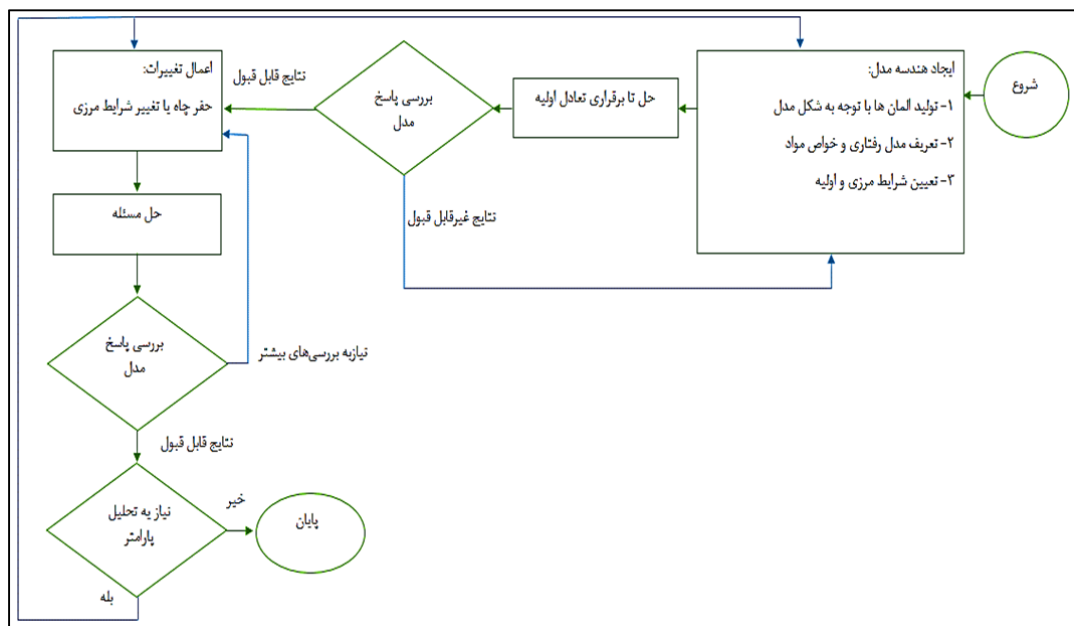 شروع
ایجاد هندسه مدل:
۱- تولید المان ها با توجه به شکل مدل
۲- تعریف مدل رفتاری و خواص مواد
۳- تعیین شرایط مرزی و اولیه
حل تا برقراری تعادل اولیه
بررسی پاسخ
مدل
نتایج قابل قبول
نتایج غیرقابل قبول
اعمال تغییرات:
حفر چاه یا تغییر شرایط مرزی
حل مسئله
بررسی پاسخ
مدل
نیازبه بررسی‌های بیشتر
نتایج قابل قبول
نیاز یه تحلیل
پارامتر
خیر
پایان
بله